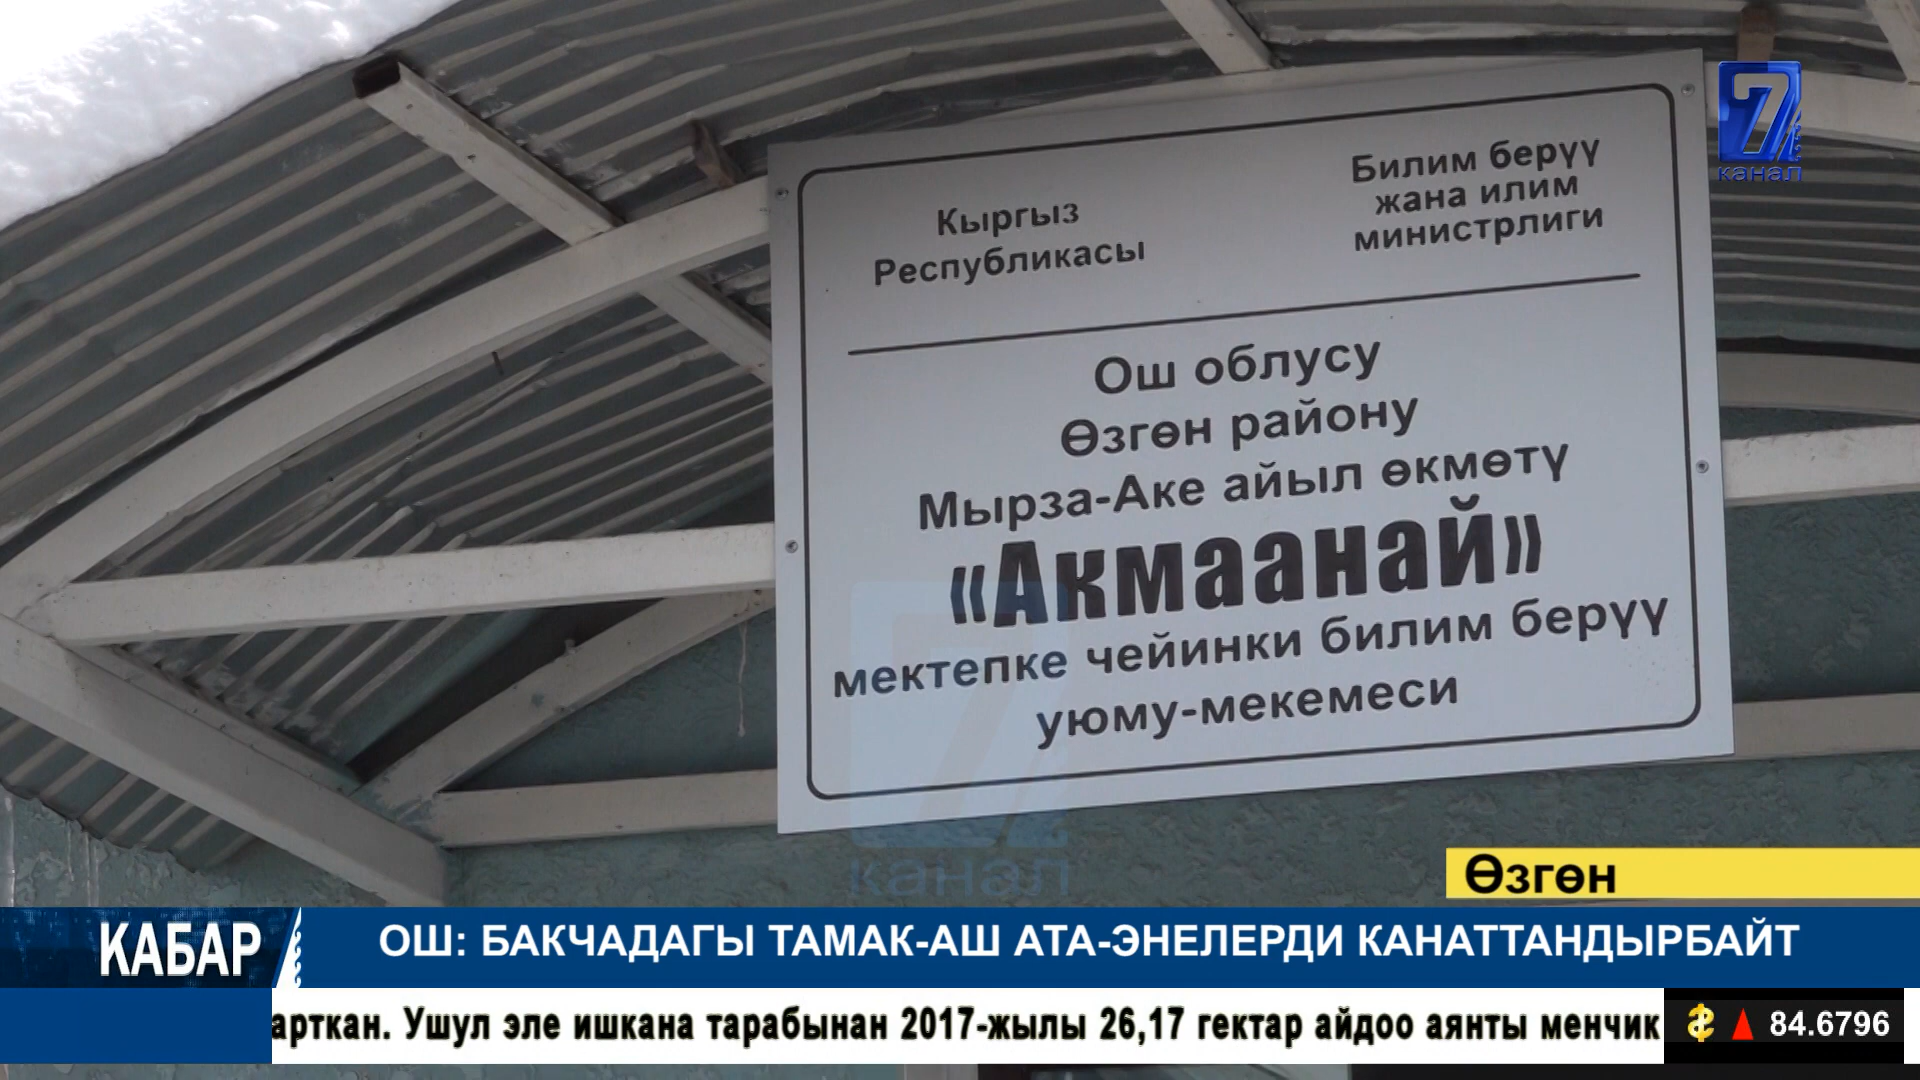 7
канал
Кыргыз
Республикасы
Билим берүү
жана илим
министрлиги
Ош облусу
Өзгөн району
Мырза-Аке айыл өкмөтү
«Акмаанай»
мектепке чейинки билим берүү
уюму-мекемеси
7
канал
Өзгөн
КАБАР
ОШ: БАКЧАДАГЫ ТАМАК-АШ АТА-ЭНЕЛЕРДИ КАНАТТАНДЫРБАЙТ
арткан. Ушул эле ишкана тарабынан 2017-жылы 26,17 гектар айдоо аянты менчик
84.6796